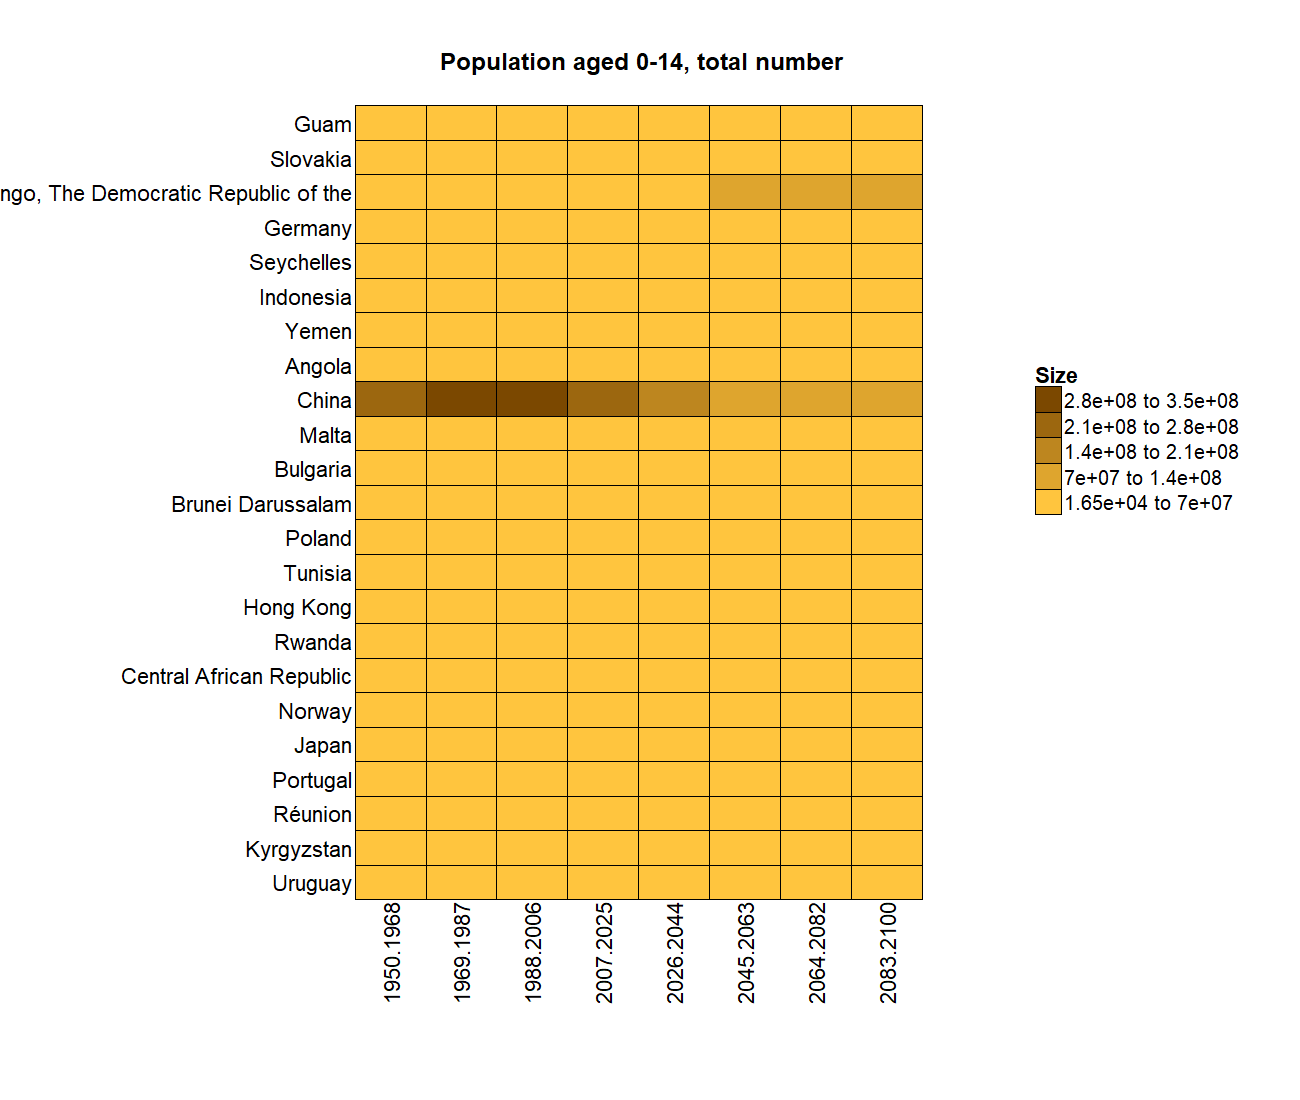 Population aged 0-14, total number
Guam
Slovakia
ngo, The Democratic Republic of the
Germany
Seychelles
Indonesia
Yemen
Angola
China
Malta
Bulgaria
Brunei Darussalam
Poland
Tunisia
Hong Kong
Rwanda
Central African Republic
Norway
Japan
Portugal
Réunion
Kyrgyzstan
Uruguay
1950.1968
1969.1987
1988.2006
2007.2025
2026.2044
2045.2063
2064.2082
2083.2100
Size
2.8e+08 to 3.5e+08
2.1e+08 to 2.8e+08
1.4e+08 to 2.1e+08
7e+07 to 1.4e+08
1.65e+04 to 7e+07